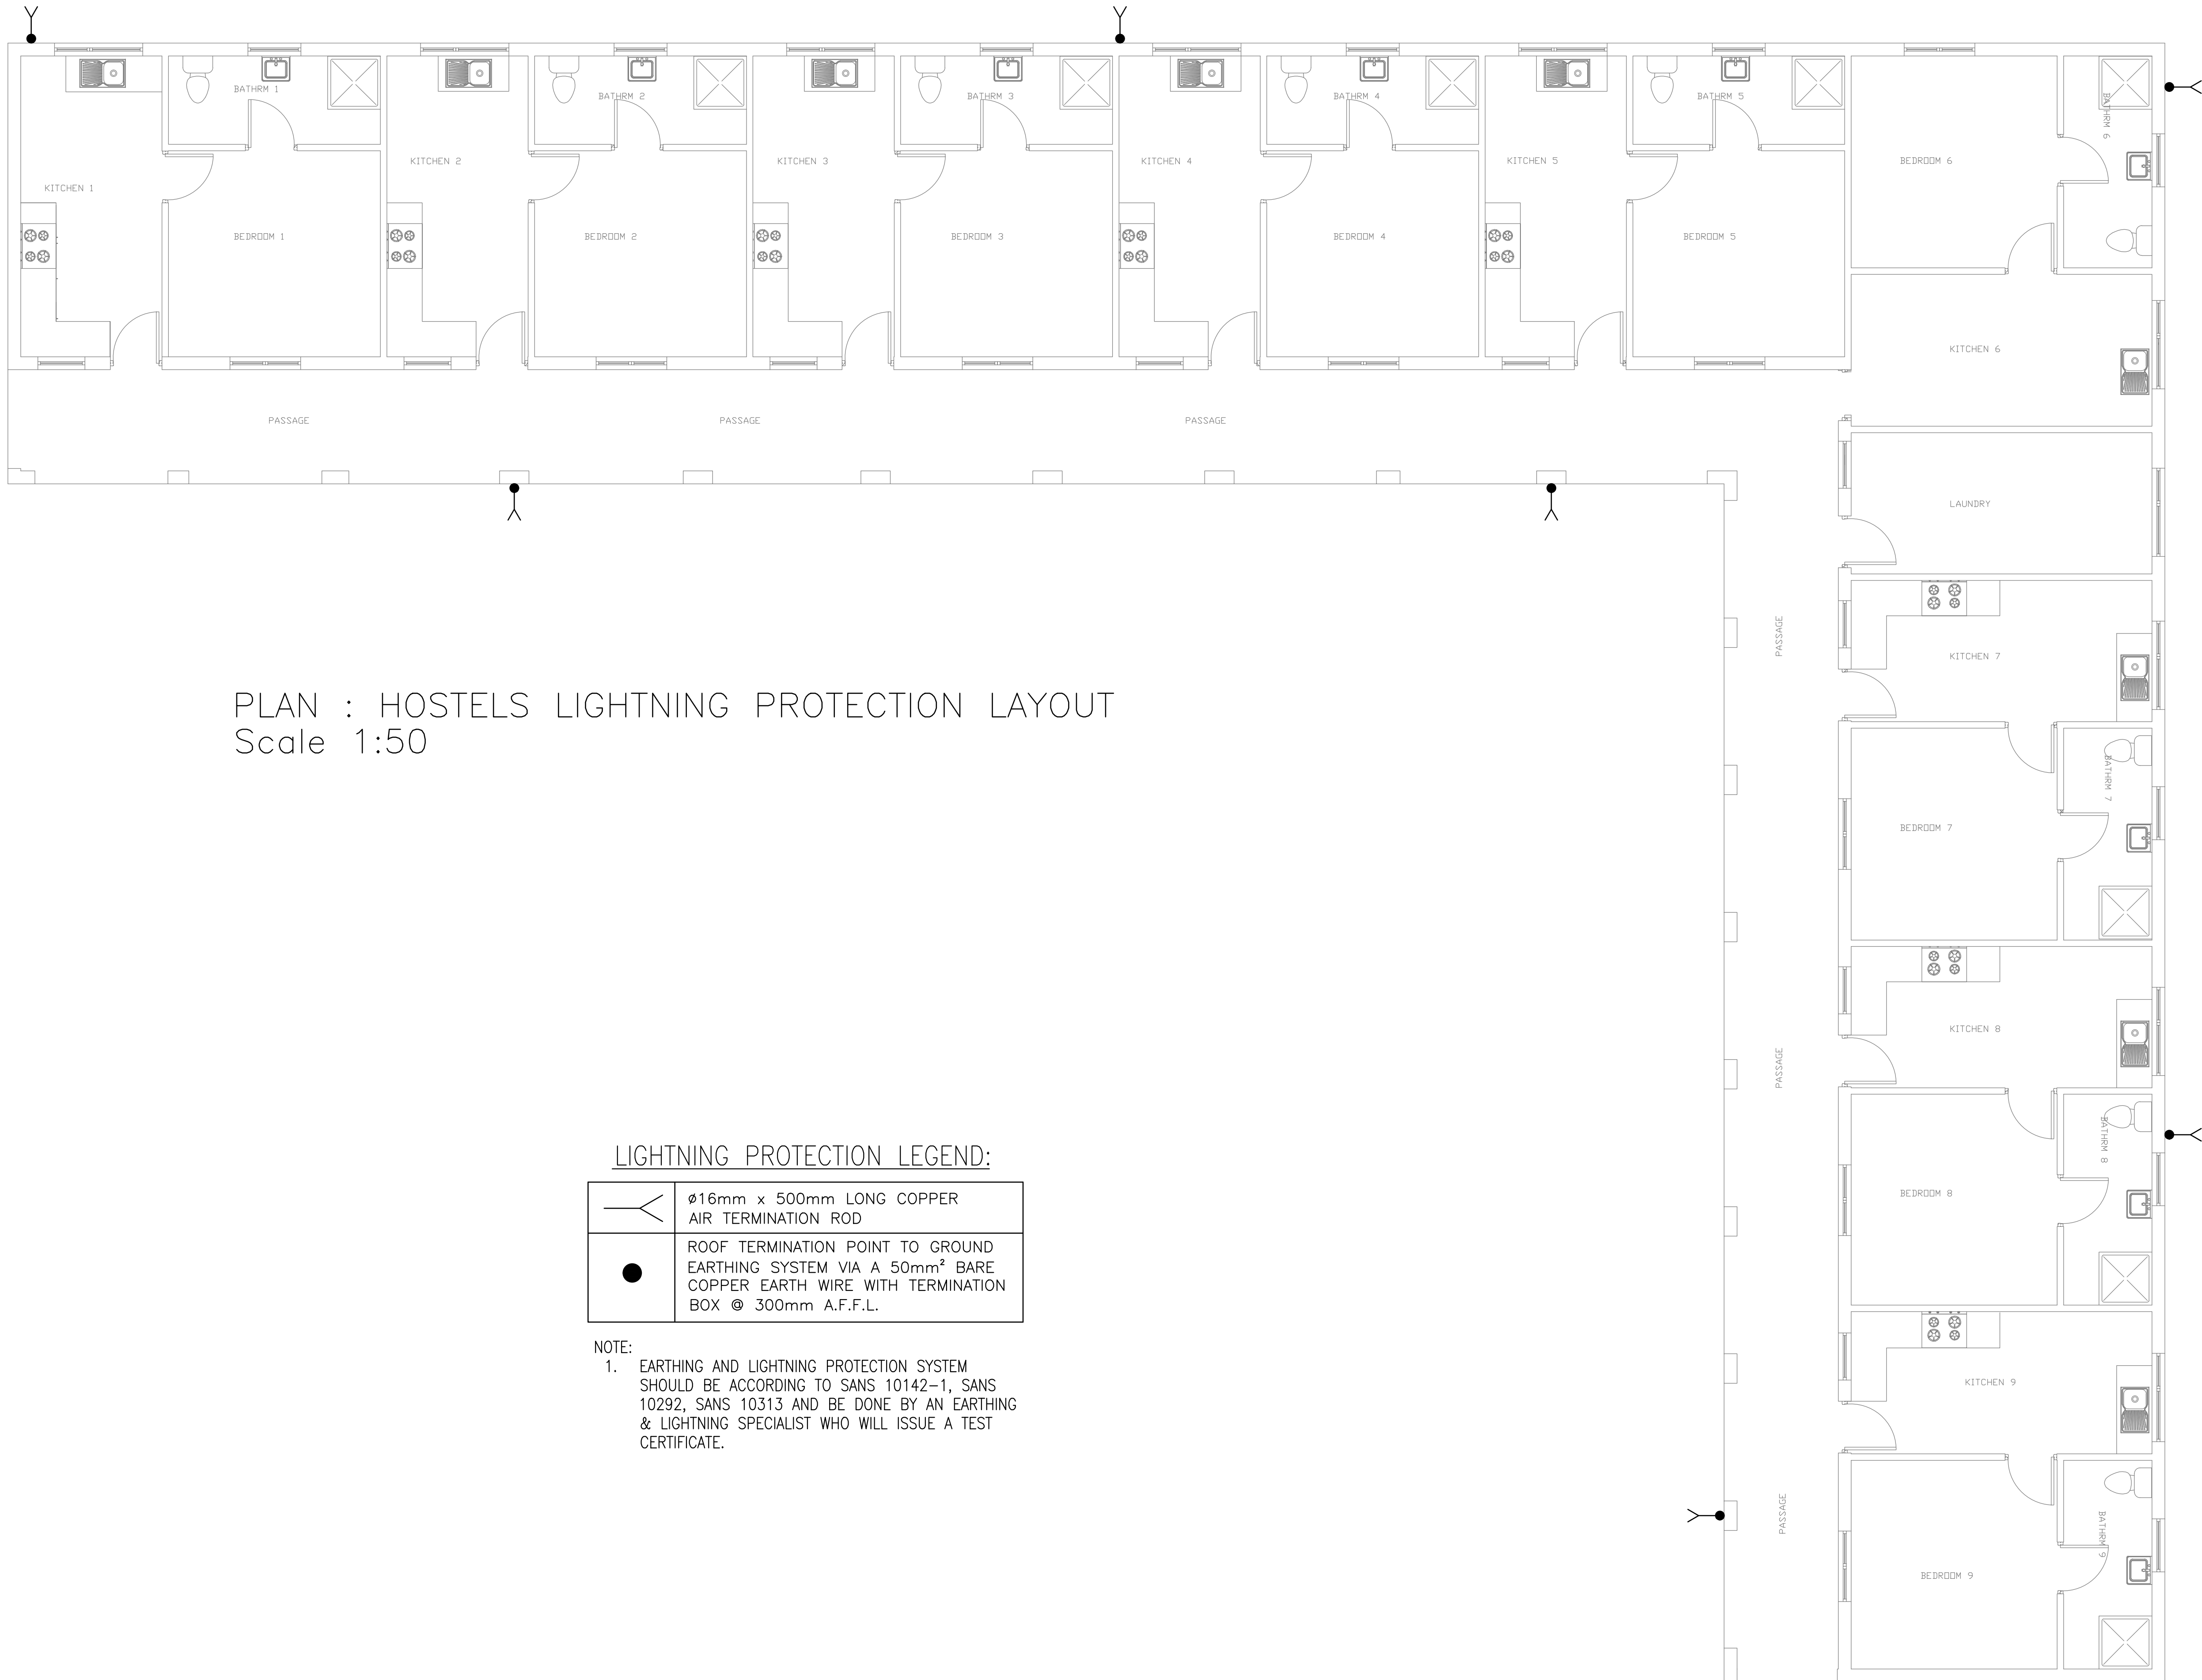 BATHRM 1
BATHRM 2
BATHRM 3
BATHRM 4
BATHRM 5
BATHRM 6
KITCHEN 1
KITCHEN 2
KITCHEN 3
KITCHEN 4
KITCHEN 5
BEDROOM 6
BEDROOM 1
BEDROOM 2
BEDROOM 3
BEDROOM 4
BEDROOM 5
KITCHEN 6
PASSAGE
PASSAGE
PASSAGE
LAUNDRY
PASSAGE
KITCHEN 7
PLAN : HOSTELS LIGHTNING PROTECTION LAYOUT
Scale 1:50
BATHRM 7
BEDROOM 7
KITCHEN 8
PASSAGE
BATHRM 8
BEDROOM 8
LIGHTNING PROTECTION LEGEND:
Ø16mm x 500mm LONG COPPER
AIR TERMINATION ROD
ROOF TERMINATION POINT TO GROUND
EARTHING SYSTEM VIA A 50mm² BARE
COPPER EARTH WIRE WITH TERMINATION
BOX @ 300mm A.F.F.L.
NOTE:
1. EARTHING AND LIGHTNING PROTECTION SYSTEM
SHOULD BE ACCORDING TO SANS 10142-1, SANS
10292, SANS 10313 AND BE DONE BY AN EARTHING
& LIGHTNING SPECIALIST WHO WILL ISSUE A TEST
CERTIFICATE.
KITCHEN 9
PASSAGE
BATHRM 9
BEDROOM 9